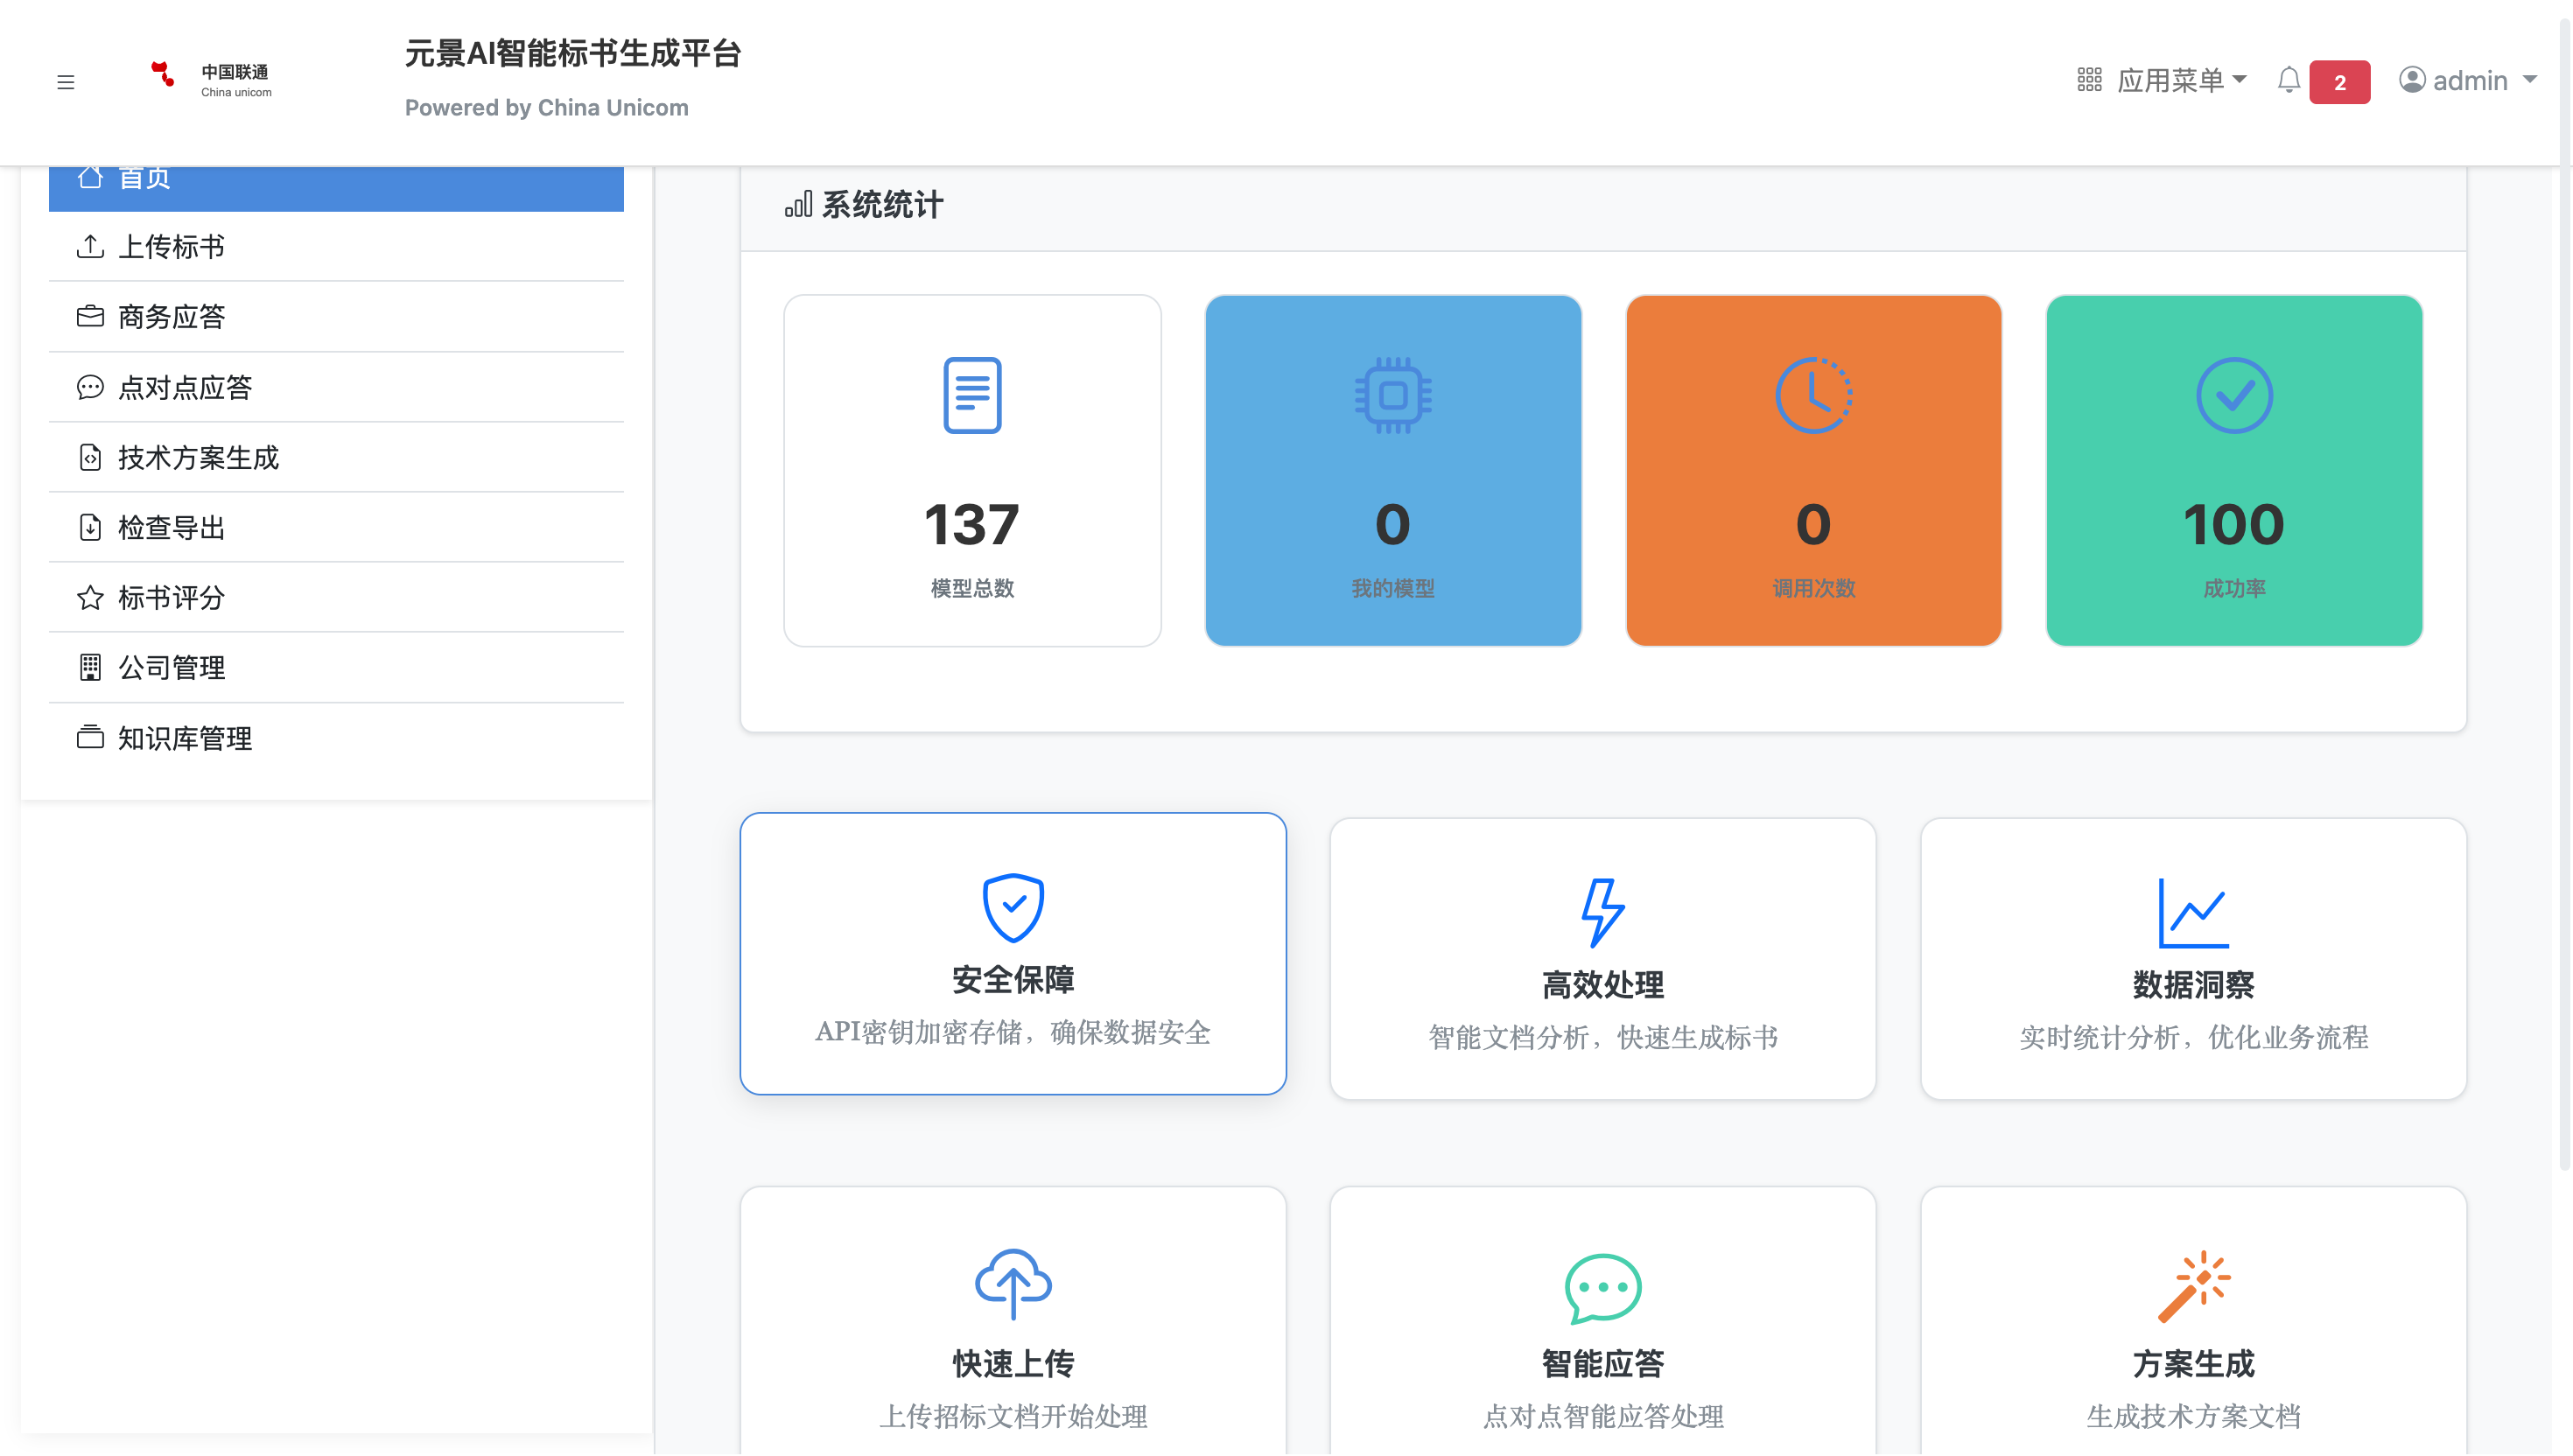 中国联通
China unicom
元景AI智能标书生成平台
Powered by China Unicom
应用菜单
2
admin
首页
上传标书
商务应答
点对点应答
技术方案生成
检查导出
标书评分
公司管理
知识库管理
系统统计
137
模型总数
0
我的模型
0
调用次数
100
成功率
安全保障
API密钥加密存储，确保数据安全
高效处理
智能文档分析，快速生成标书
数据洞察
实时统计分析，优化业务流程
快速上传
上传招标文档开始处理
智能应答
点对点智能应答处理
方案生成
生成技术方案文档